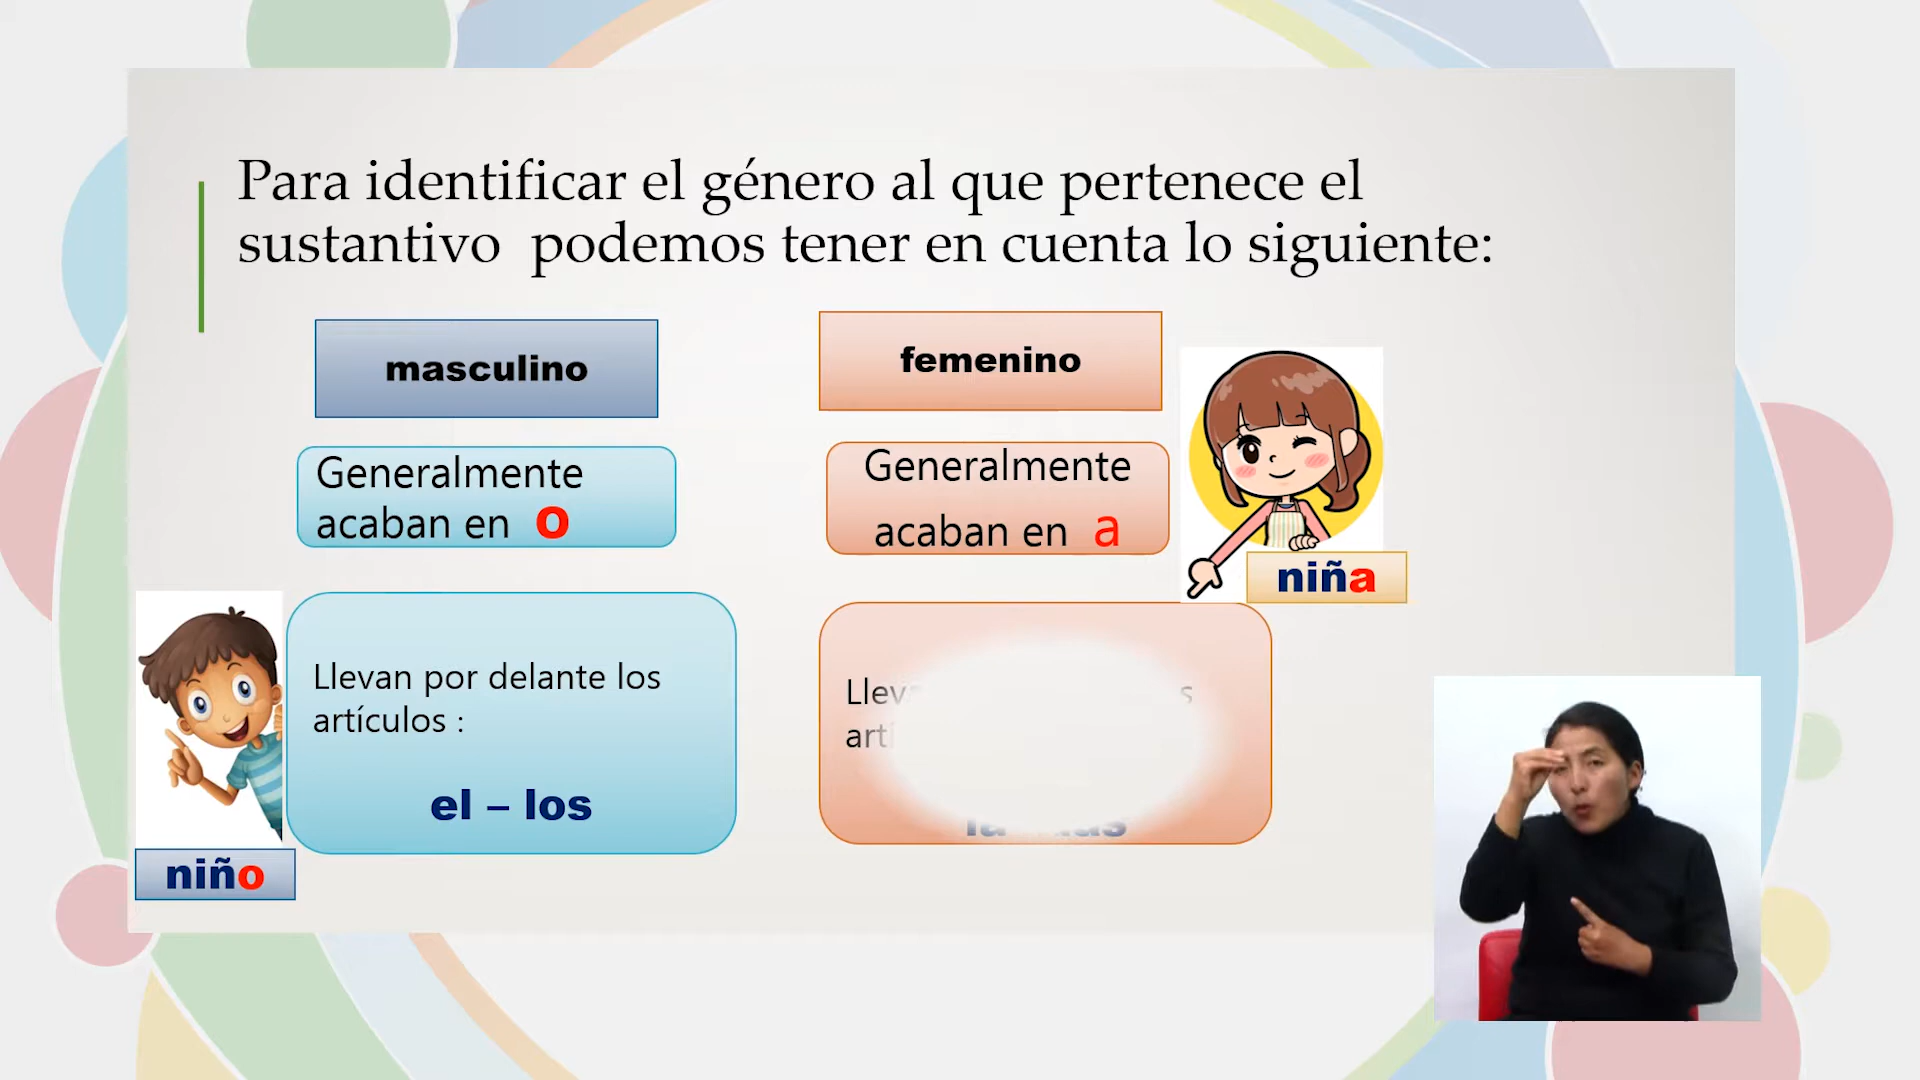 Para identificar el género al que pertenece el
sustantivo podemos tener en cuenta lo siguiente:
masculino
femenino
Generalmente
acaban en o
Generalmente
acaban en a
niña
Llevan por delante los
artículos :
el – los
niño